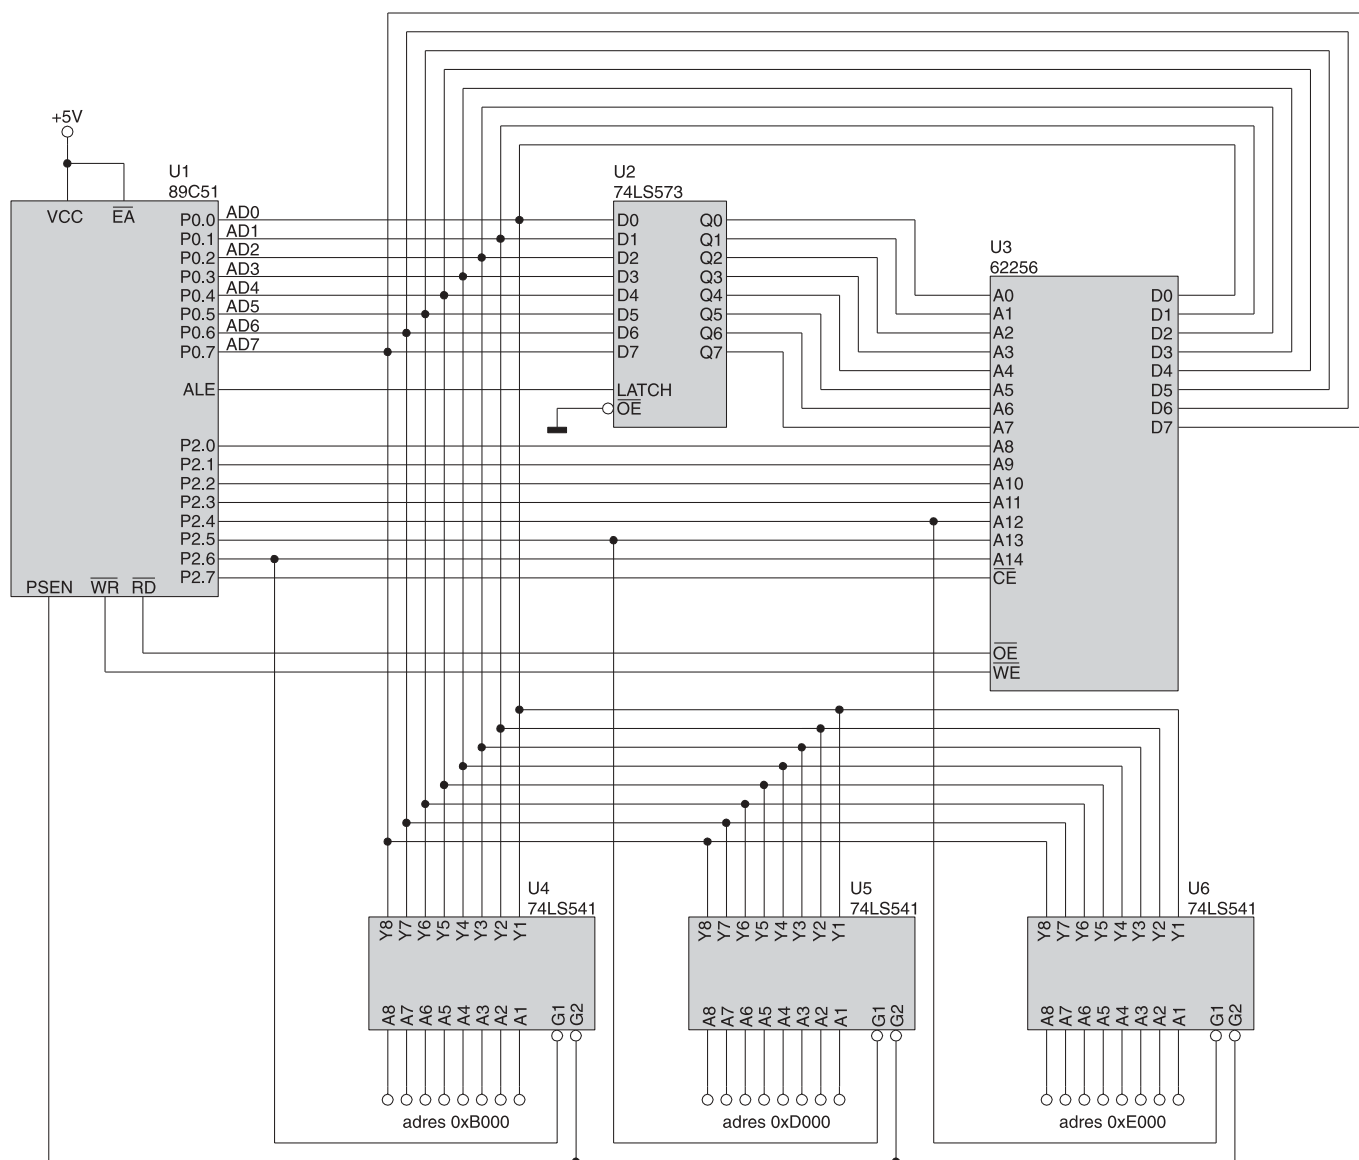 +5V
U1
89C51
VCC
EA
P0.0
P0.1
P0.2
P0.3
P0.4
P0.5
P0.6
P0.7
ALE
P2.0
P2.1
P2.2
P2.3
P2.4
P2.5
P2.6
P2.7
PSEN
WR
RD
AD0
AD1
AD2
AD3
AD4
AD5
AD6
AD7
U2
74LS573
D0 Q0
D1 Q1
D2 Q2
D3 Q3
D4 Q4
D5 Q5
D6 Q6
D7 Q7
LATCH
OE
U3
62256
A0 D0
A1 D1
A2 D2
A3 D3
A4 D4
A5 D5
A6 D6
A7 D7
A8
A9
A10
A11
A12
A13
A14
CE
OE
WE
U4
74LS541
Y8 Y7 Y6 Y5 Y4 Y3 Y2 Y1
A8 A7 A6 A5 A4 A3 A2 A1 G1 G2
adres 0xB000
U5
74LS541
Y8 Y7 Y6 Y5 Y4 Y3 Y2 Y1
A8 A7 A6 A5 A4 A3 A2 A1 G1 G2
adres 0xD000
U6
74LS541
Y8 Y7 Y6 Y5 Y4 Y3 Y2 Y1
A8 A7 A6 A5 A4 A3 A2 A1 G1 G2
adres 0xE000